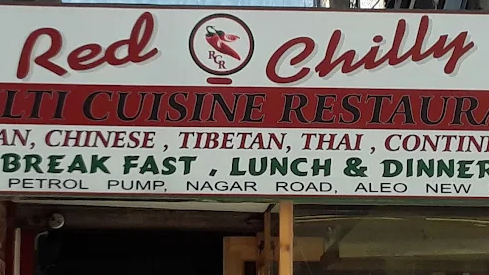 Red Chilly
RCR
LTI CUISINE RESTAURA
AN, CHINESE , TIBETAN, THAI , CONTIN
BREAK FAST , LUNCH & DINNER
PETROL PUMP, NAGAR ROAD, ALEO NEW